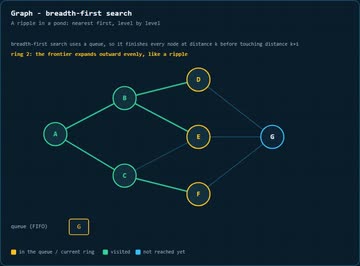 Graph - breadth-first search
A ripple in a pond: nearest first, level by level
breadth-first search uses a queue, so it finishes every node at distance k before touching distance k+1
ring 2: the frontier expands outward evenly, like a ripple
D
B
A
E
G
C
F
queue (FIFO)
G
in the queue / current ring
visited
not reached yet